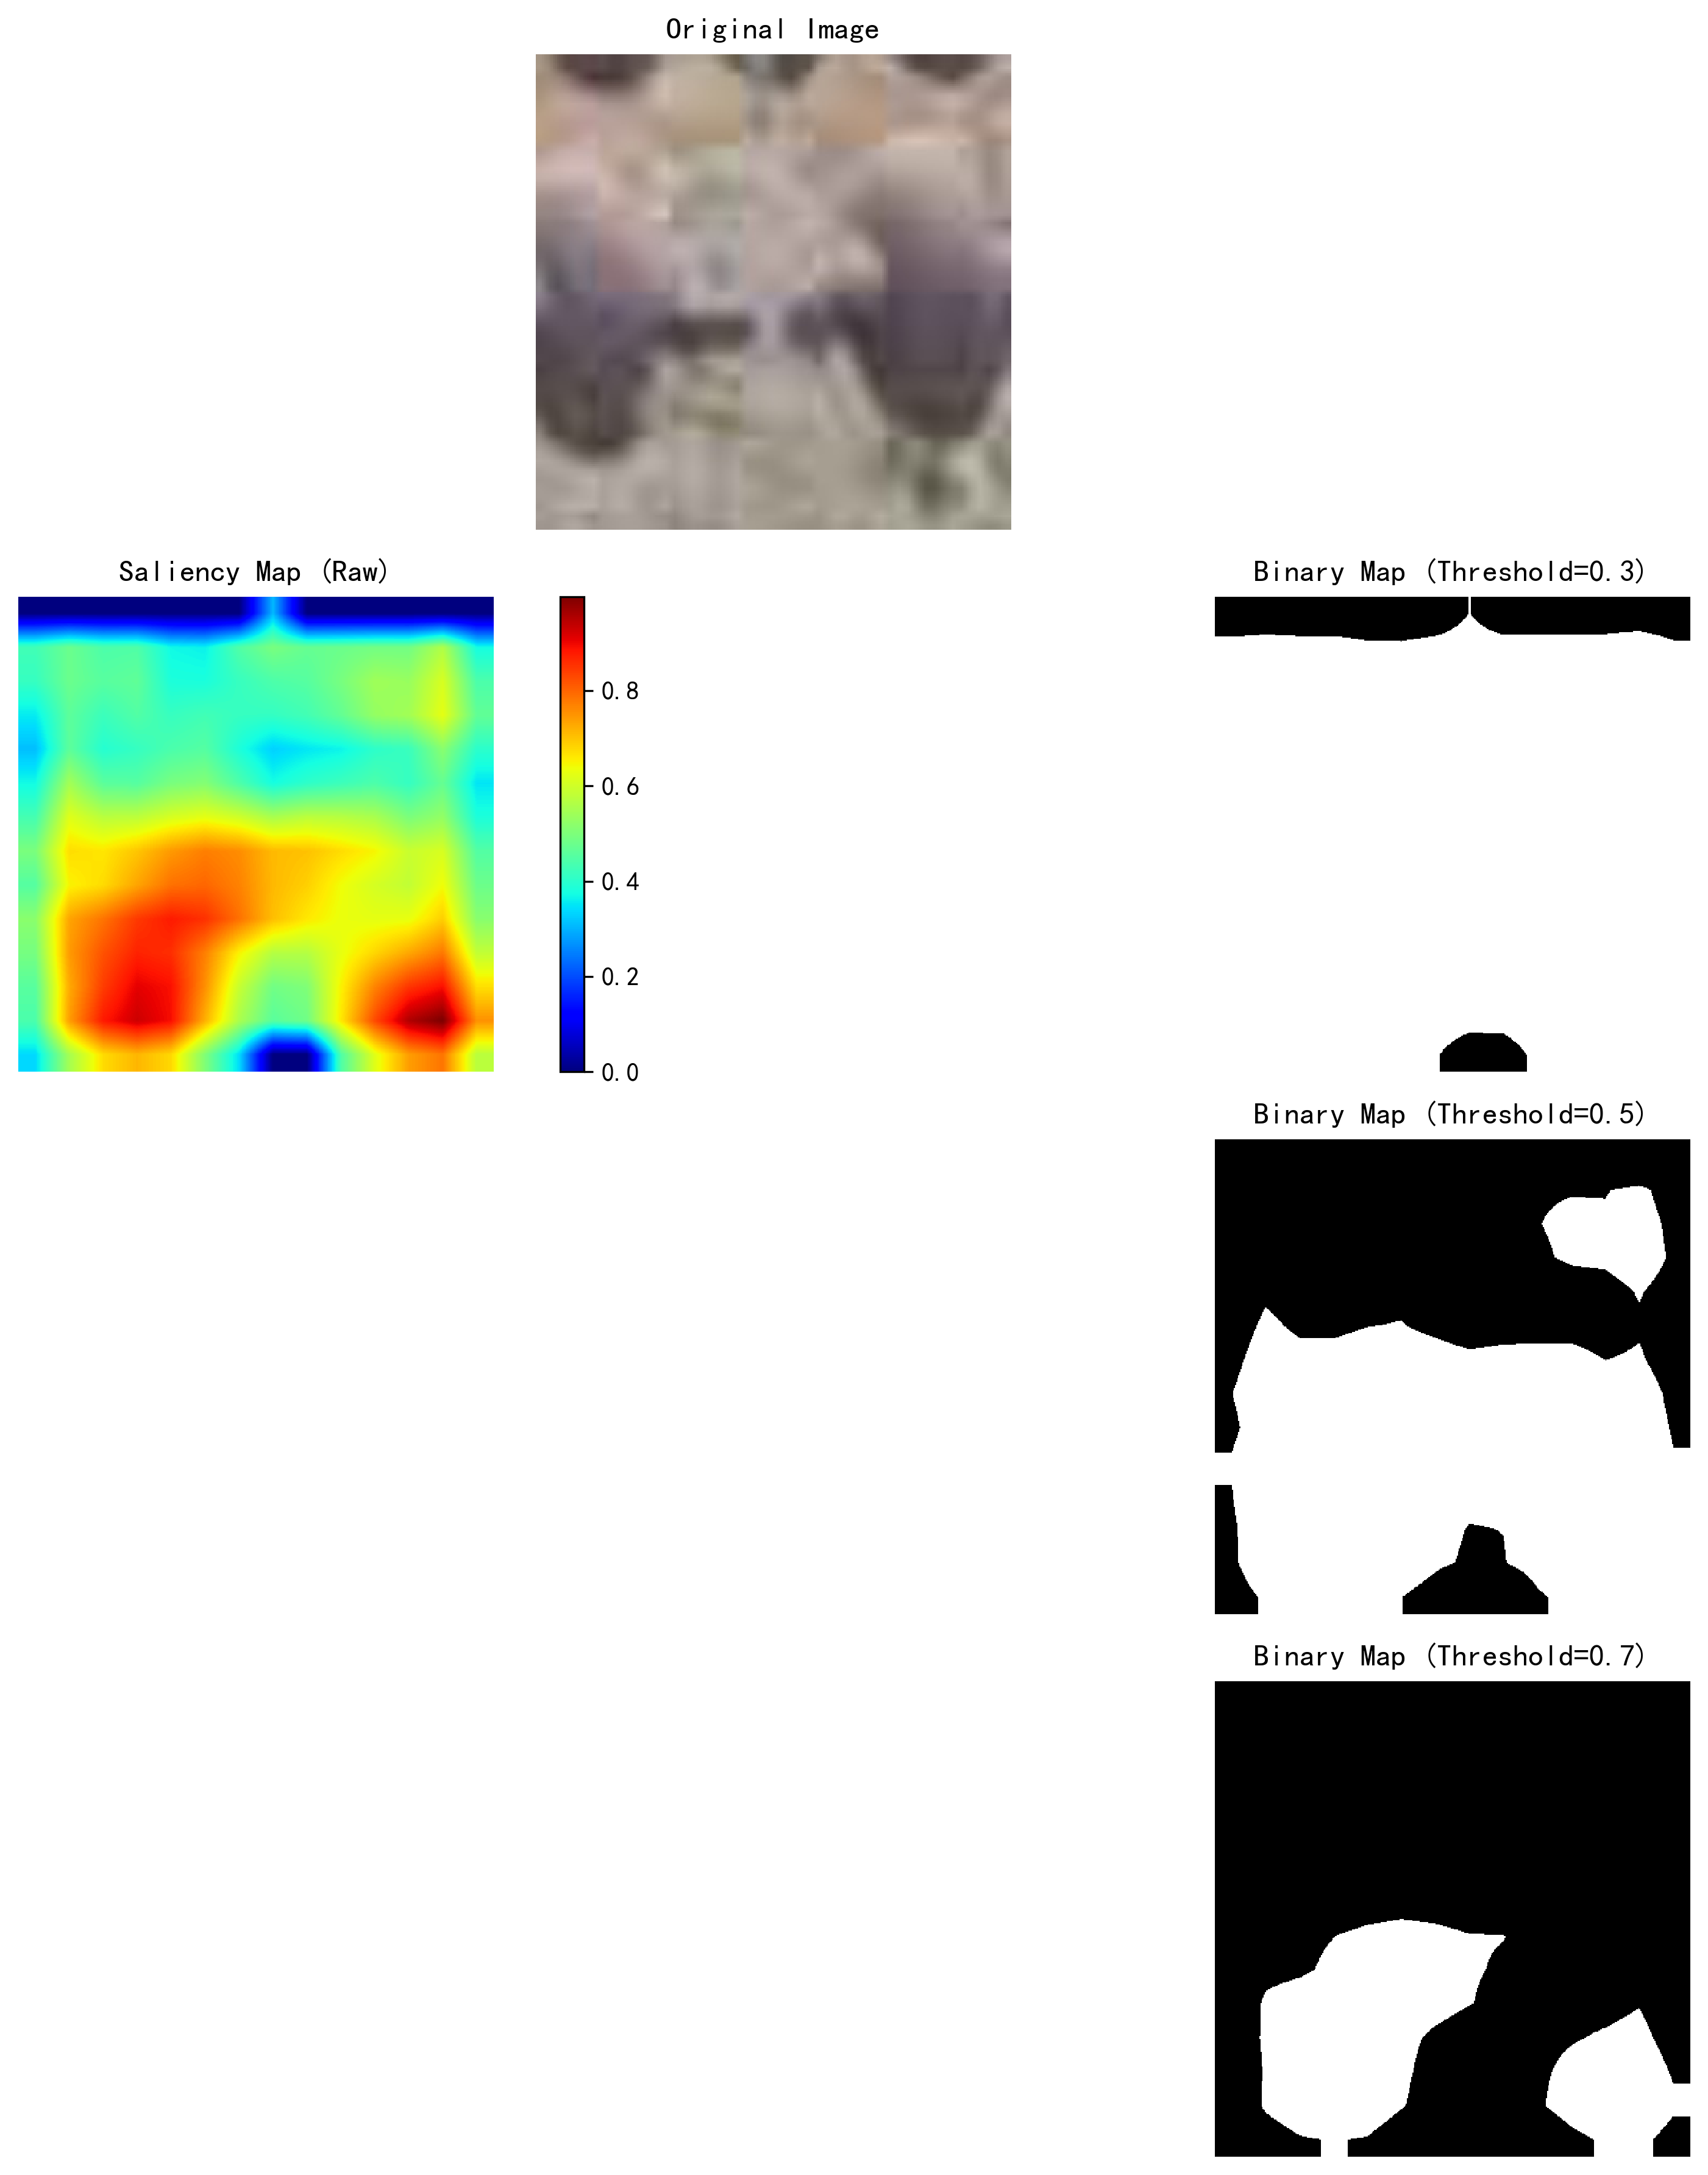 Original Image
Saliency Map (Raw)
Binary Map (Threshold=0.3)
0.8
0.6
0.4
0.2
0.0
Binary Map (Threshold=0.5)
Binary Map (Threshold=0.7)